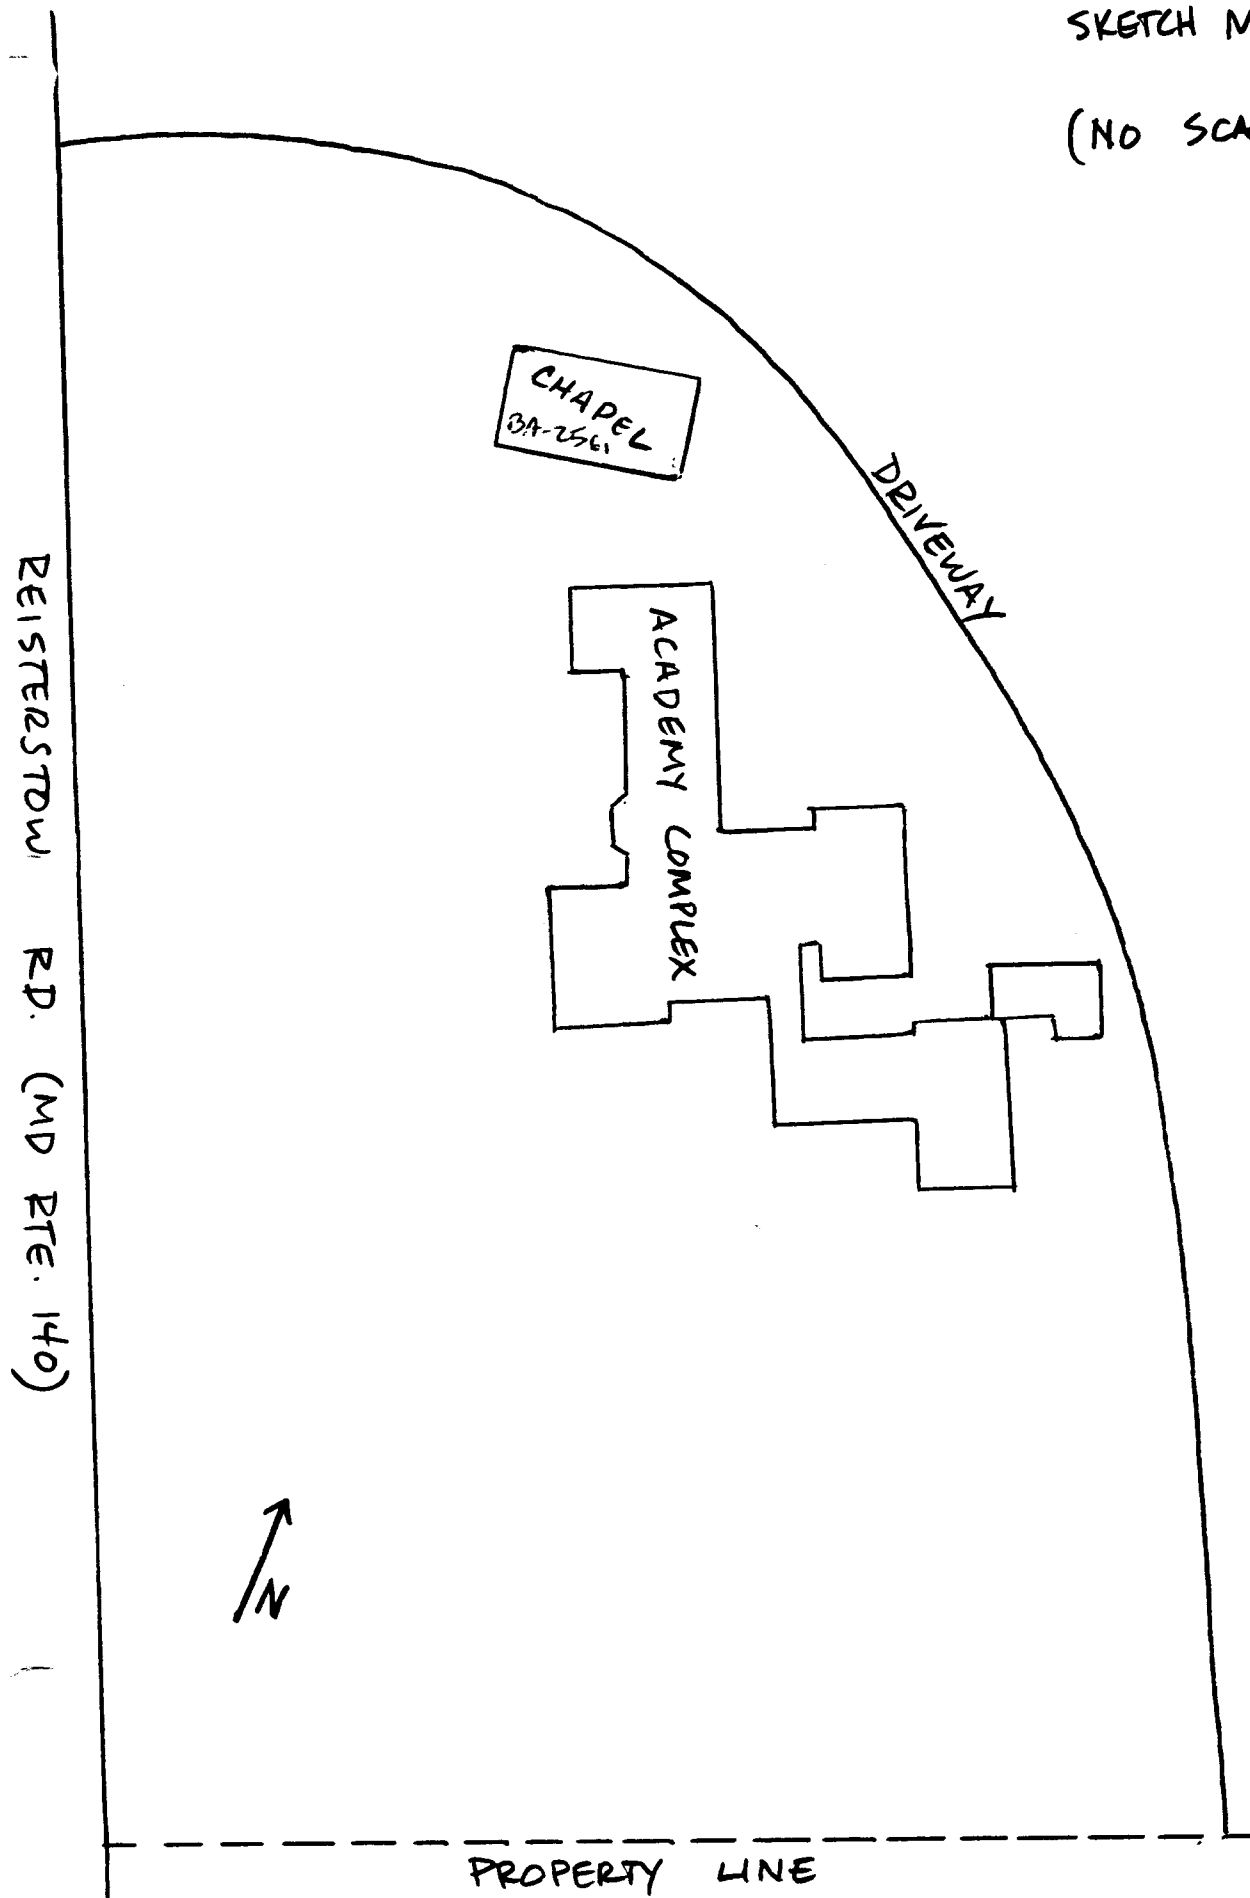 SKETCH M
(NO SCA
CHAPEL
BA-2561
DRIVEWAY
ACADEMY COMPLEX
REISTERSTOWN RD. (MD RTE. 140)
N
PROPERTY LINE